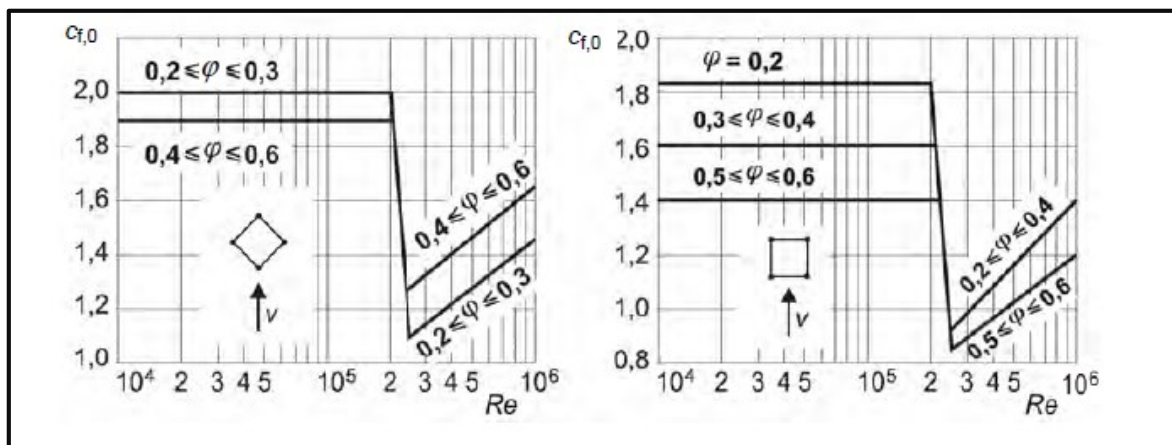 c_f,0
2,0
1,8
1,6
1,4
1,2
1,0
0,2 ≤ φ ≤ 0,3
0,4 ≤ φ ≤ 0,6
0,4 ≤ φ ≤ 0,6
0,2 ≤ φ ≤ 0,3
v
10⁴ 2 3 4 5 10⁵ 2 3 4 5 10⁶
Re
c_f,0
2,0
1,8
1,6
1,4
1,2
1,0
0,8
φ = 0,2
0,3 ≤ φ ≤ 0,4
0,5 ≤ φ ≤ 0,6
0,2 ≤ φ ≤ 0,4
0,5 ≤ φ ≤ 0,6
v
10⁴ 2 3 4 5 10⁵ 2 3 4 5 10⁶
Re